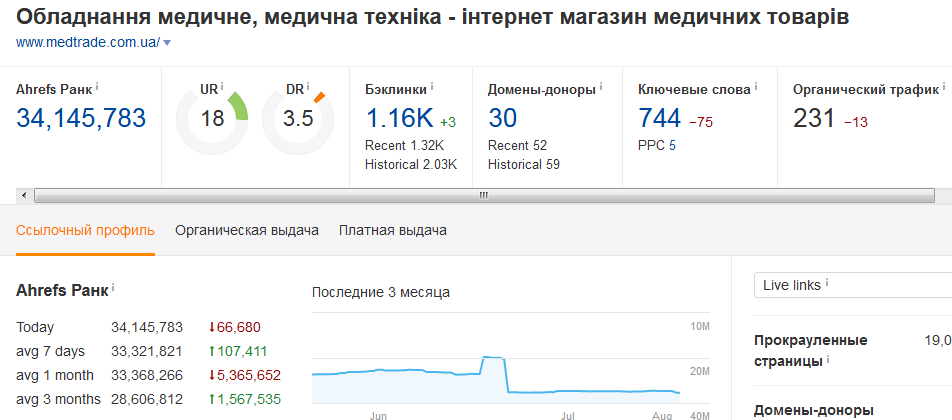 Обладнання медичне, медична техніка - інтернет магазин медичних товарів
www.medtrade.com.ua/
Ahrefs Ранк i
34,145,783
UR i
18
DR i
3.5
Бэклинки i
1.16K +3
Recent 1.32K
Historical 2.03K
Домены-доноры i
30
Recent 52
Historical 59
Ключевые слова i
744 −75
PPC 5
Органический трафик i
231 −13
Ссылочный профиль Органическая выдача Платная выдача
Ahrefs Ранк i
Today 34,145,783 ↓66,680
avg 7 days 33,321,821 ↑107,411
avg 1 month 33,368,266 ↓5,365,652
avg 3 months 28,606,812 ↑1,567,535
Последние 3 месяца
10M
20M
40M
Jun Jul Aug
Live links i
Прокрауленные 19,0
страницы i
Домены-доноры